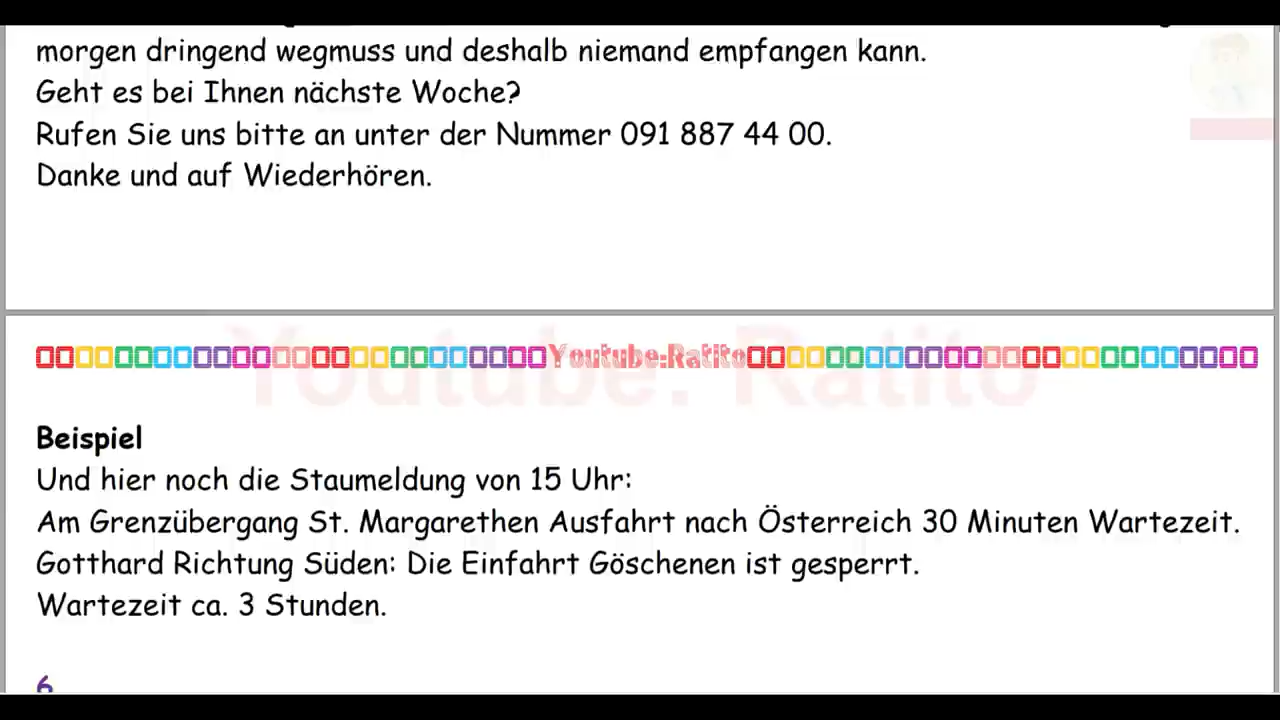 morgen dringend wegmuss und deshalb niemand empfangen kann.
Geht es bei Ihnen nächste Woche?
Rufen Sie uns bitte an unter der Nummer 091 887 44 00.
Danke und auf Wiederhören.
Youtube:Ratito
Youtube: Ratito
Beispiel
Und hier noch die Staumeldung von 15 Uhr:
Am Grenzübergang St. Margarethen Ausfahrt nach Österreich 30 Minuten Wartezeit.
Gotthard Richtung Süden: Die Einfahrt Göschenen ist gesperrt.
Wartezeit ca. 3 Stunden.
6